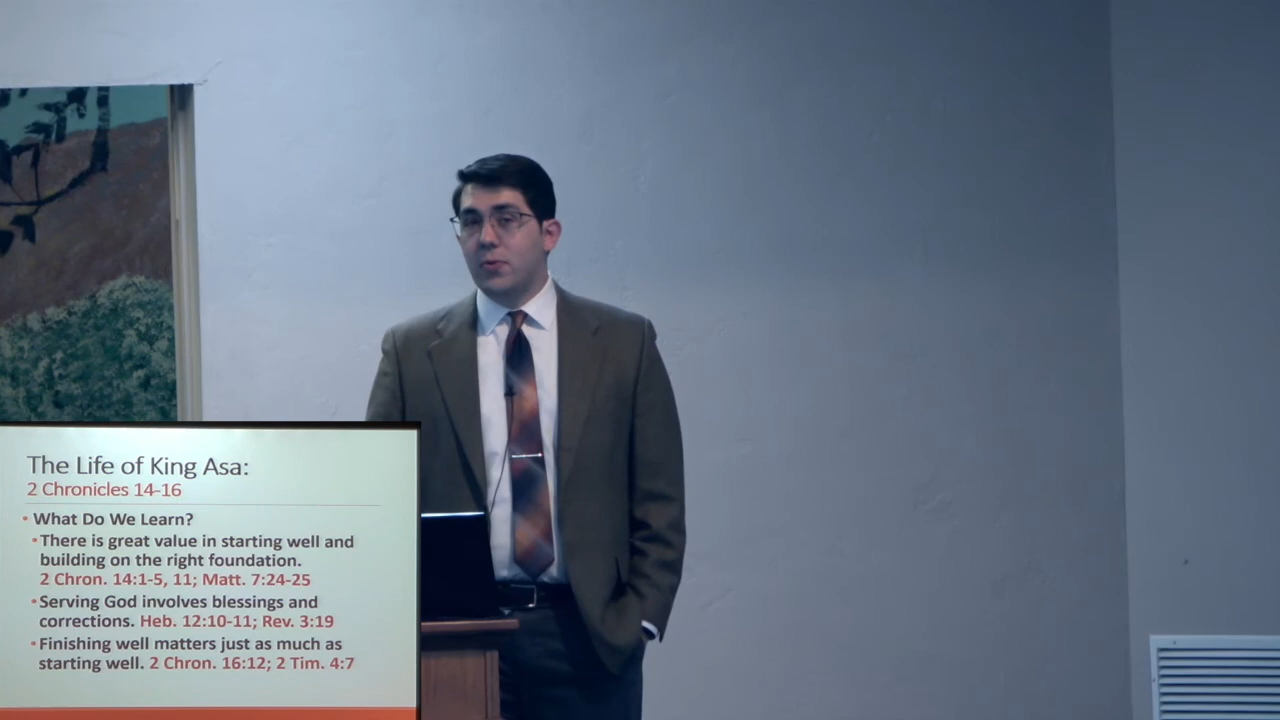 The Life of King Asa:
2 Chronicles 14-16
• What Do We Learn?
• There is great value in starting well and
building on the right foundation.
2 Chron. 14:1-5, 11; Matt. 7:24-25
• Serving God involves blessings and
corrections. Heb. 12:10-11; Rev. 3:19
• Finishing well matters just as much as
starting well. 2 Chron. 16:12; 2 Tim. 4:7